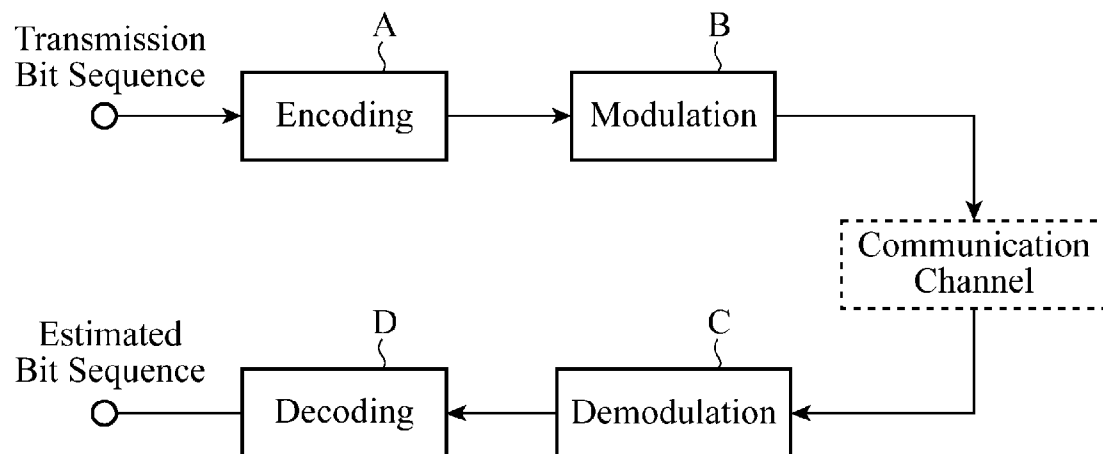 Transmission
Bit Sequence
A
Encoding
B
Modulation
Communication
Channel
C
Demodulation
D
Decoding
Estimated
Bit Sequence